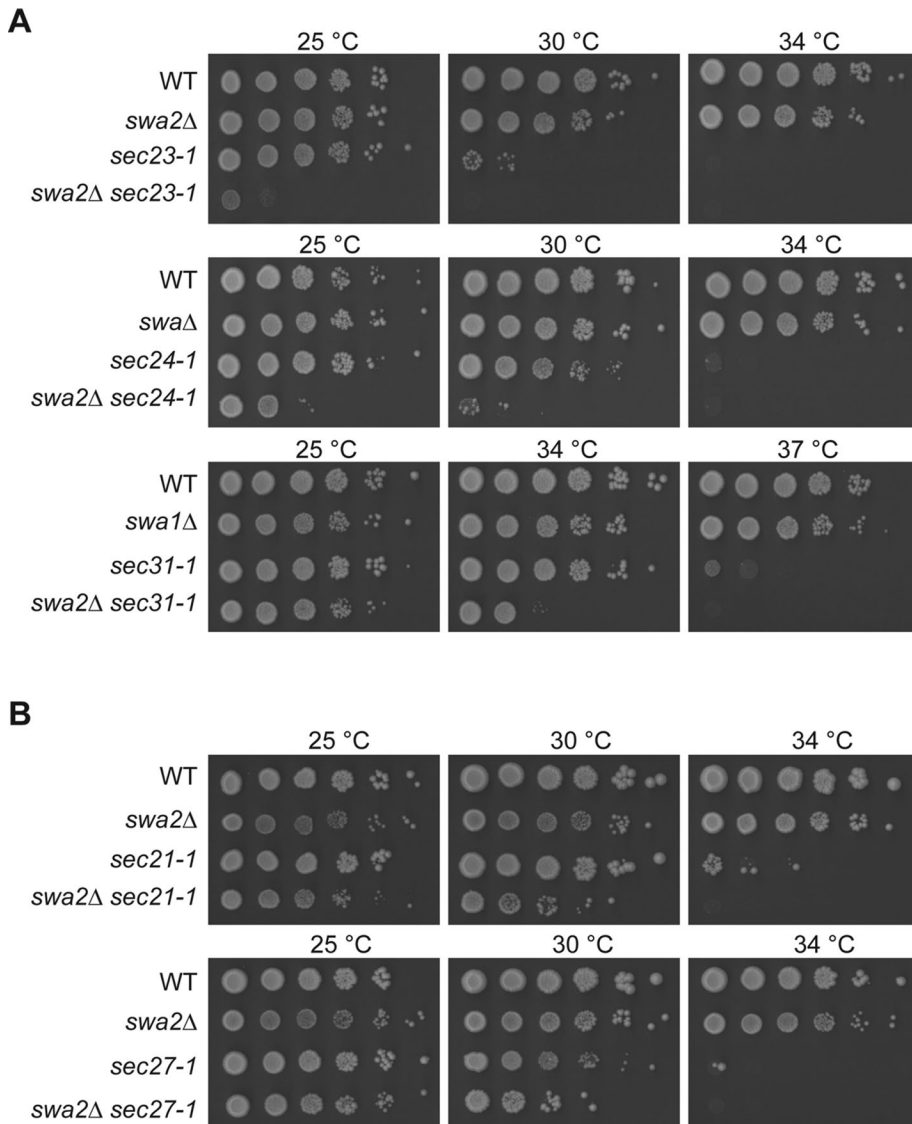 A
25 °C 30 °C 34 °C
WT
swa2Δ
sec23-1
swa2Δ sec23-1
25 °C 30 °C 34 °C
WT
swaΔ
sec24-1
swa2Δ sec24-1
25 °C 34 °C 37 °C
WT
swa1Δ
sec31-1
swa2Δ sec31-1
B
25 °C 30 °C 34 °C
WT
swa2Δ
sec21-1
swa2Δ sec21-1
25 °C 30 °C 34 °C
WT
swa2Δ
sec27-1
swa2Δ sec27-1